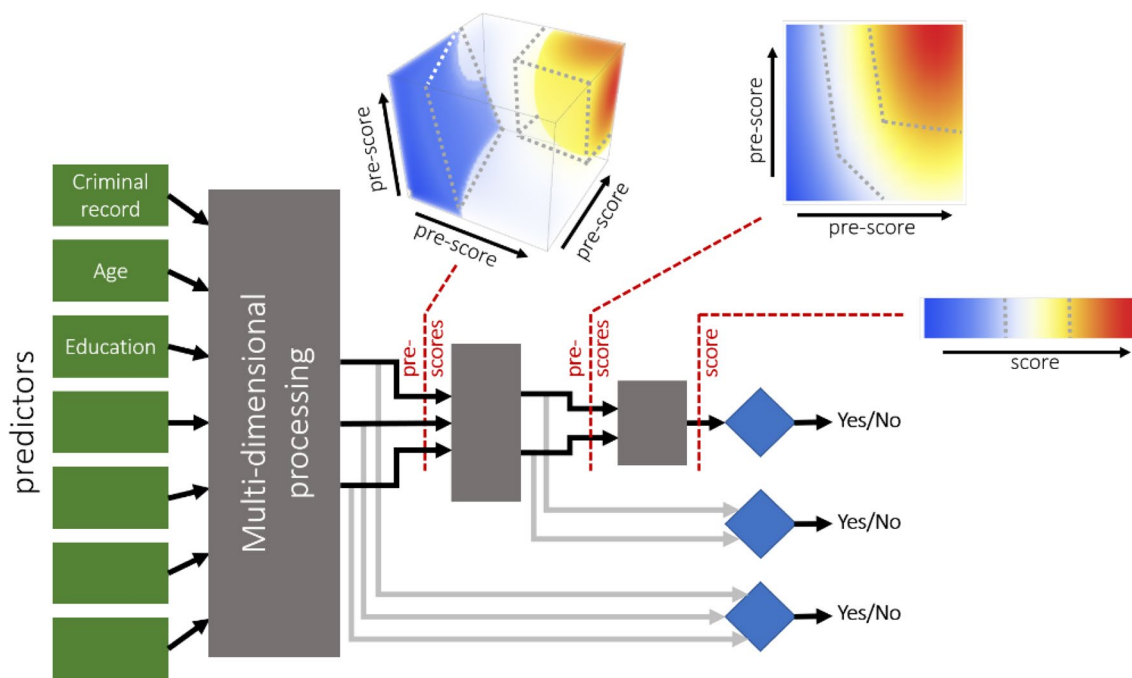 pre-score
pre-score
pre-score
pre-score
pre-score
Criminal
record
Age
Education
predictors
Multi-dimensional
processing
pre-
scores
pre-
scores
score
score
Yes/No
Yes/No
Yes/No